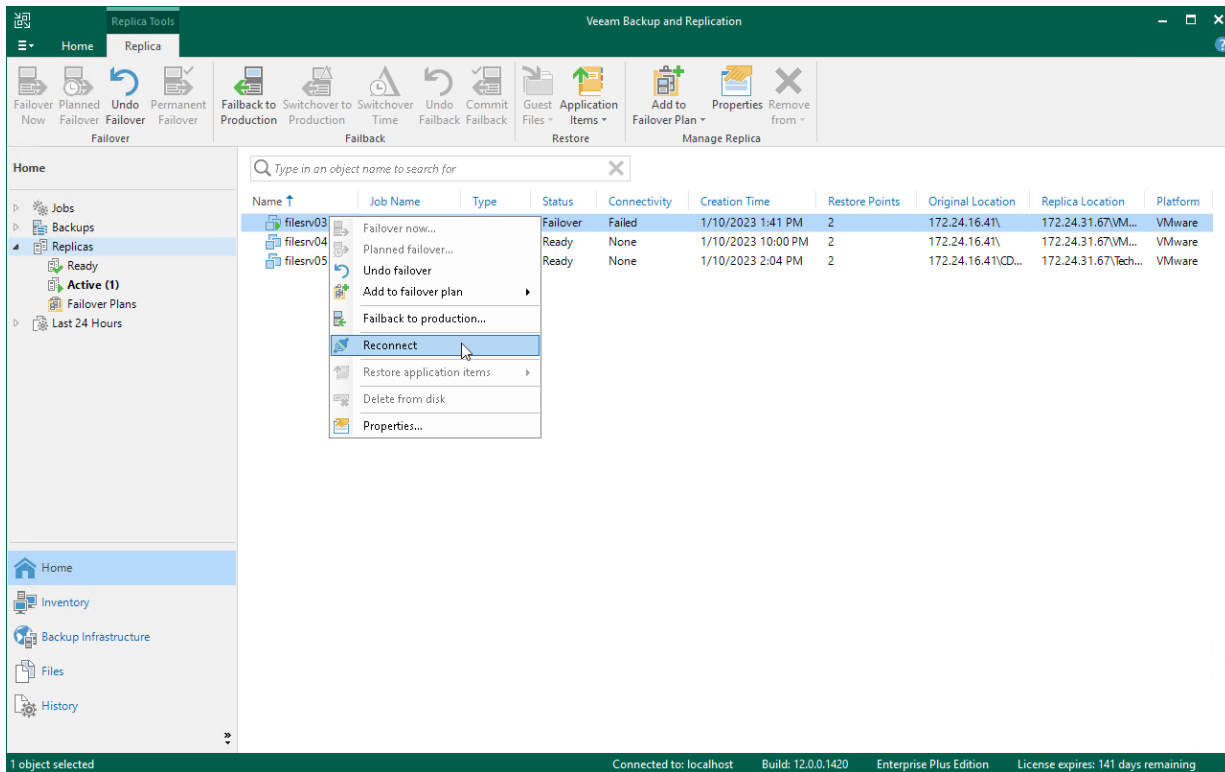 Replica Tools
Veeam Backup and Replication
Home Replica
Failover Now
Planned Failover
Undo Failover
Permanent Failover
Failover
Failback to Production
Switchover to Production
Switchover Time
Undo Failback
Commit Failback
Failback
Guest Files
Application Items
Restore
Add to Failover Plan
Properties
Remove from
Manage Replica
Home
Jobs
Backups
Replicas
Ready
Active (1)
Failover Plans
Last 24 Hours
Type in an object name to search for
Name Job Name Type Status Connectivity Creation Time Restore Points Original Location Replica Location Platform
filesrv03 Failover Failed 1/10/2023 1:41 PM 2 172.24.16.41\ 172.24.31.67\VM... VMware
filesrv04 Ready None 1/10/2023 10:00 PM 2 172.24.16.41\ 172.24.31.67\VM... VMware
filesrv05 Ready None 1/10/2023 2:04 PM 2 172.24.16.41\CD... 172.24.31.67\Tech... VMware
Failover now...
Planned failover...
Undo failover
Add to failover plan
Failback to production...
Reconnect
Restore application items
Delete from disk
Properties...
Home
Inventory
Backup Infrastructure
Files
History
1 object selected
Connected to: localhost Build: 12.0.0.1420 Enterprise Plus Edition License expires: 141 days remaining